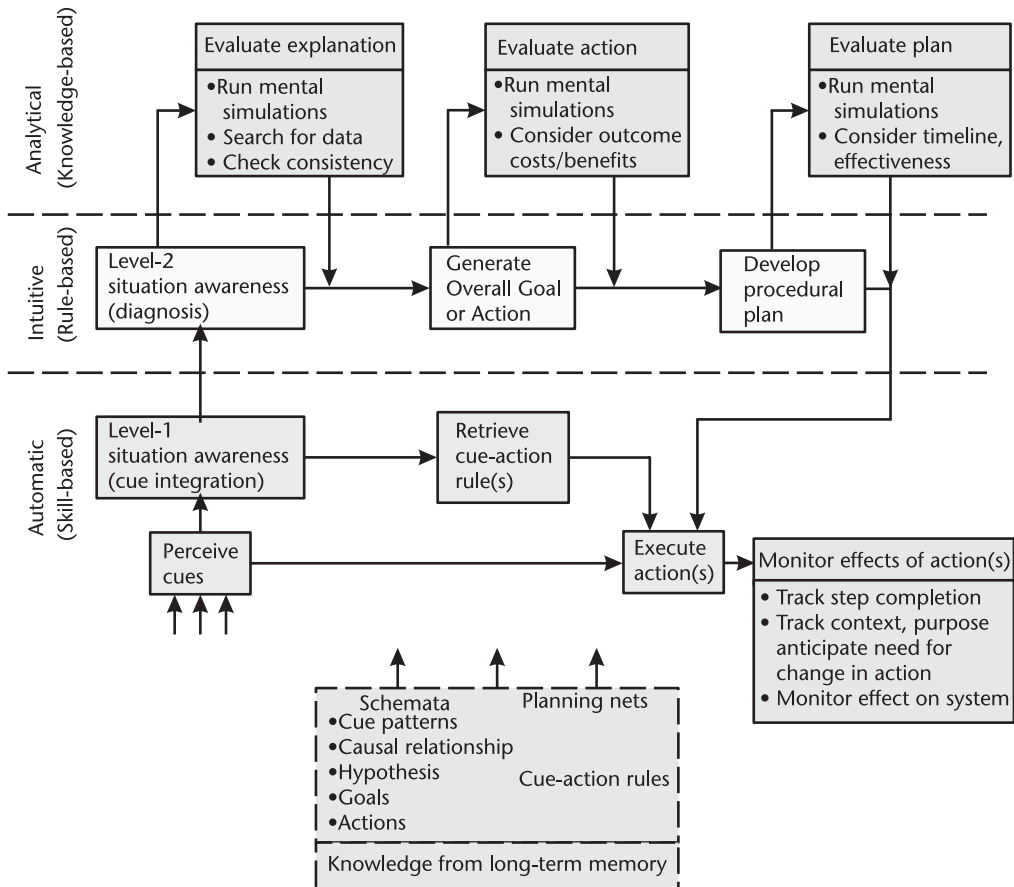 Analytical
(Knowledge-based)
Evaluate explanation
•Run mental
simulations
• Search for data
• Check consistency
Evaluate action
•Run mental
simulations
• Consider outcome
costs/benefits
Evaluate plan
•Run mental
simulations
• Consider timeline,
effectiveness
Intuitive
(Rule-based)
Level-2
situation awareness
(diagnosis)
Generate
Overall Goal
or Action
Develop
procedural
plan
Automatic
(Skill-based)
Level-1
situation awareness
(cue integration)
Retrieve
cue-action
rule(s)
Perceive
cues
Execute
action(s)
Monitor effects of action(s)
• Track step completion
• Track context, purpose
anticipate need for
change in action
• Monitor effect on system
Schemata
•Cue patterns
•Causal relationship
•Hypothesis
•Goals
•Actions
Planning nets
Cue-action rules
Knowledge from long-term memory